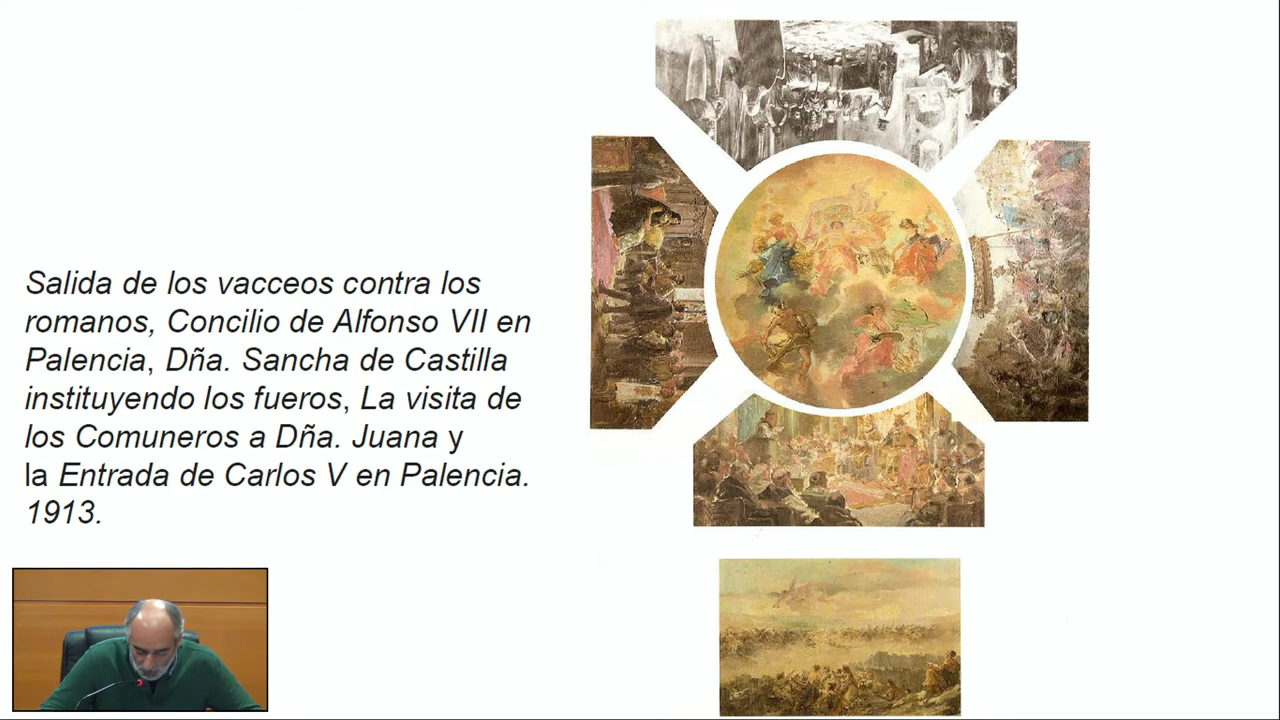 Salida de los vacceos contra los
romanos, Concilio de Alfonso VII en
Palencia, Dña. Sancha de Castilla
instituyendo los fueros, La visita de
los Comuneros a Dña. Juana y
la Entrada de Carlos V en Palencia.
1913.